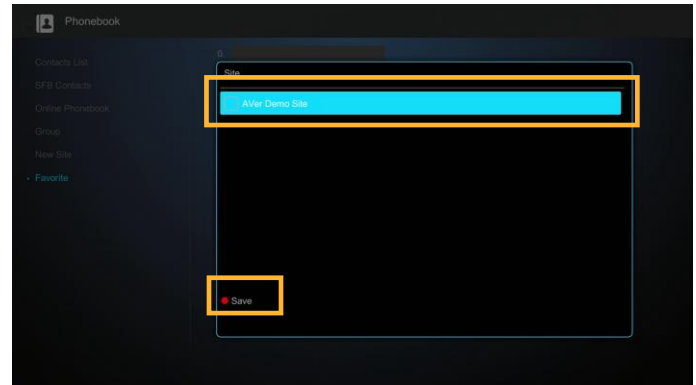 Phonebook
Contacts List
SFB Contacts
Online Phonebook
Group
New Site
Favorite
0.
Site
AVer Demo Site
Save